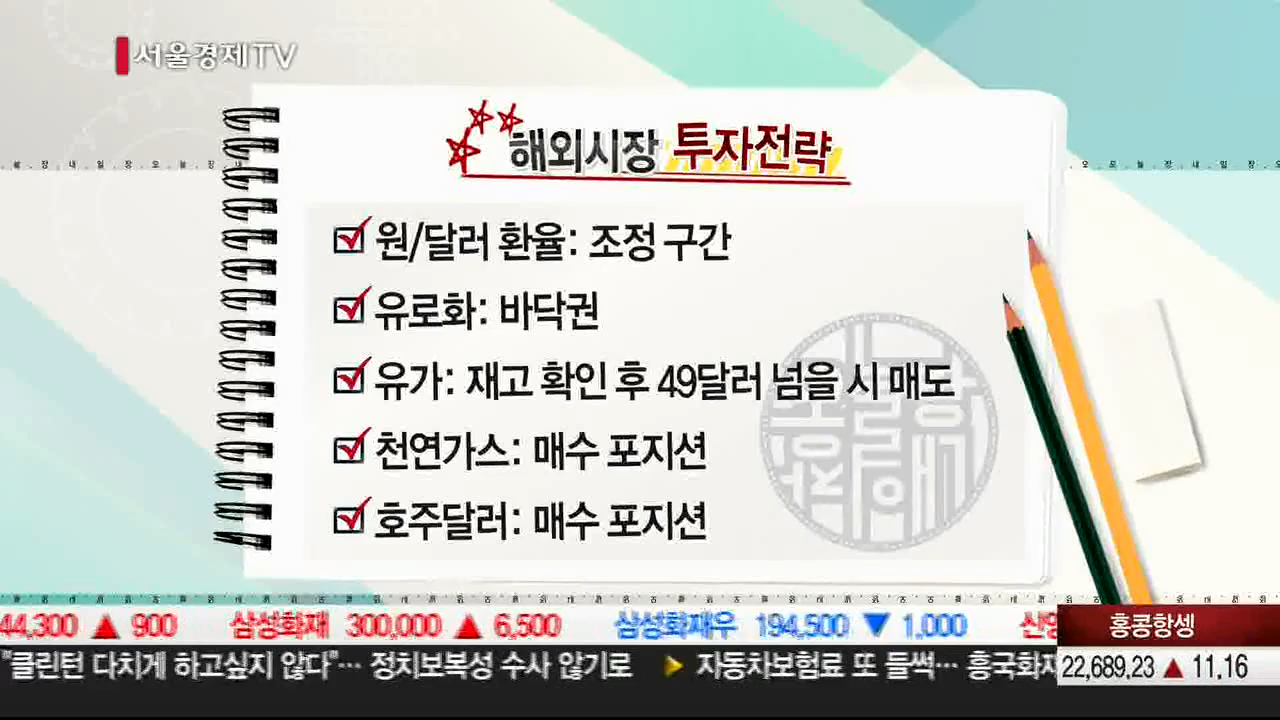 서울경제TV
해외시장 투자전략
원/달러 환율: 조정 구간
유로화: 바닥권
유가: 재고 확인 후 49달러 넘을 시 매도
천연가스: 매수 포지션
호주달러: 매수 포지션
44,300 ▲ 900 삼성화재 300,000 ▲ 6,500 삼성화재우 194,500 ▼ 1,000 신영
홍콩항셍
"클린턴 다치게 하고싶지 않다"… 정치보복성 수사 않기로 ▶ 자동차보험료 또 들썩… 흥국화재
22,689.23 ▲ 11.16